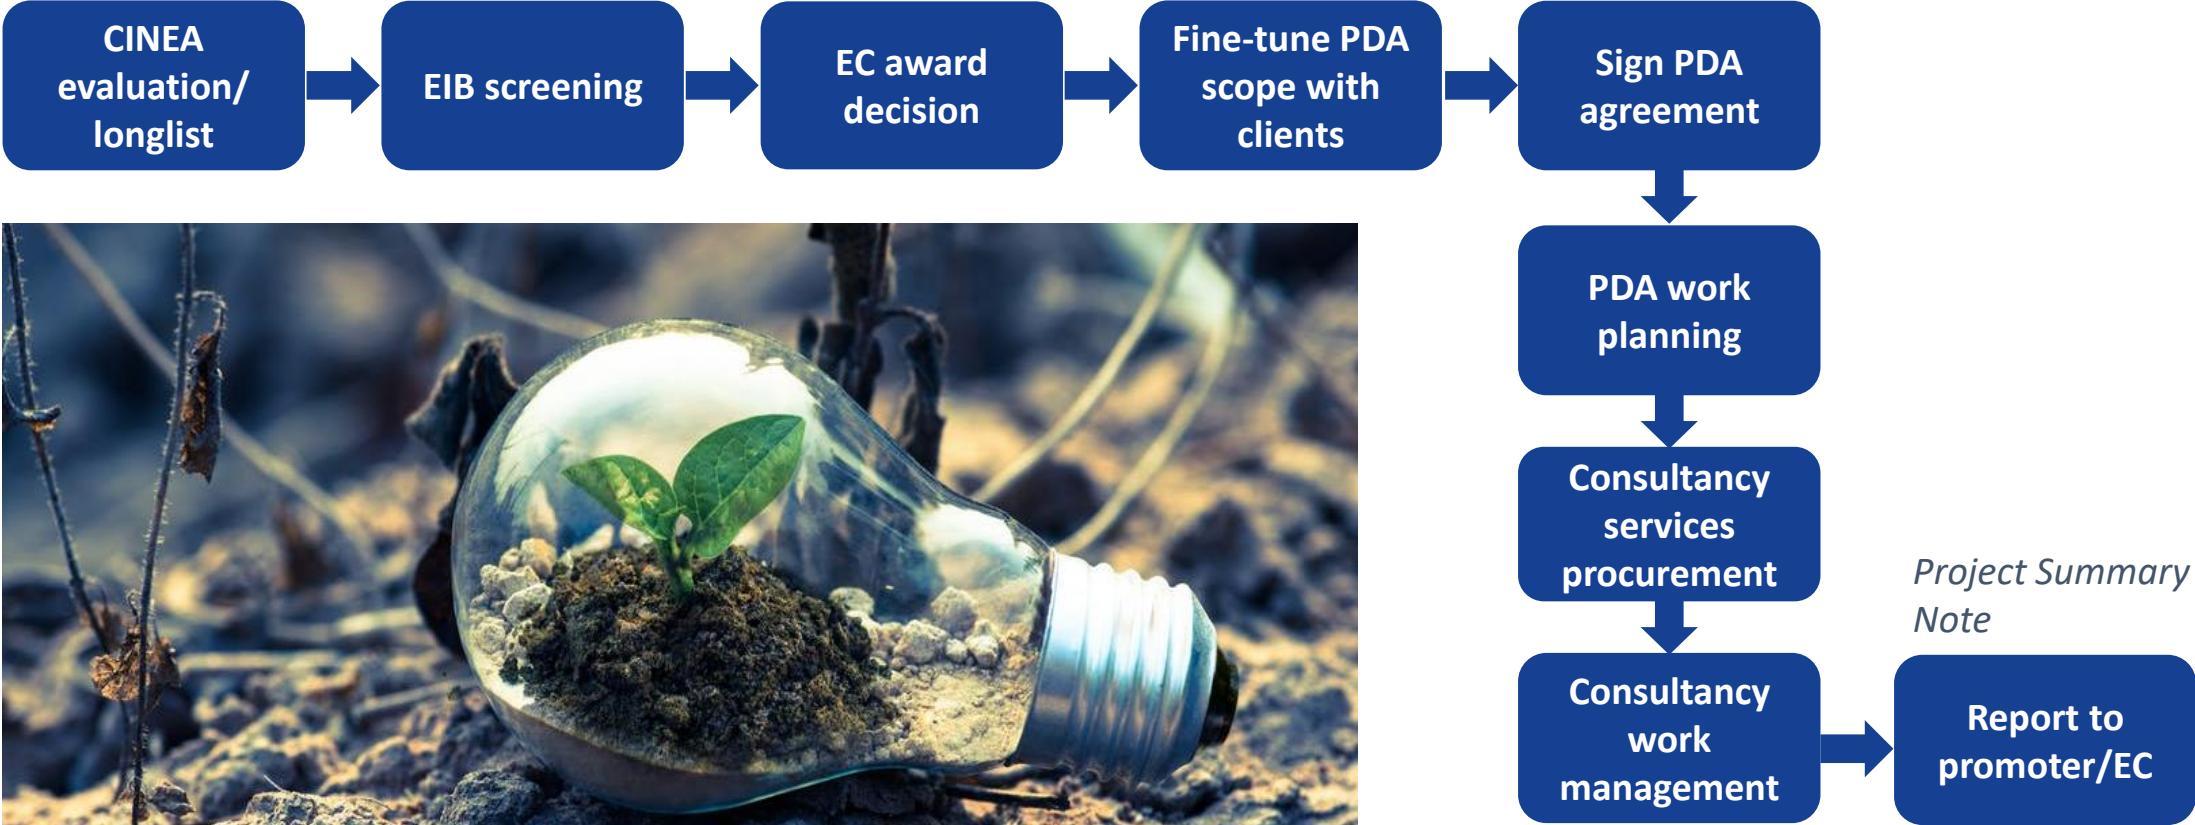 CINEA
evaluation/
longlist
EIB screening
EC award
decision
Fine-tune PDA
scope with
clients
Sign PDA
agreement
PDA work
planning
Consultancy
services
procurement
Consultancy
work
management
Project Summary
Note
Report to
promoter/EC